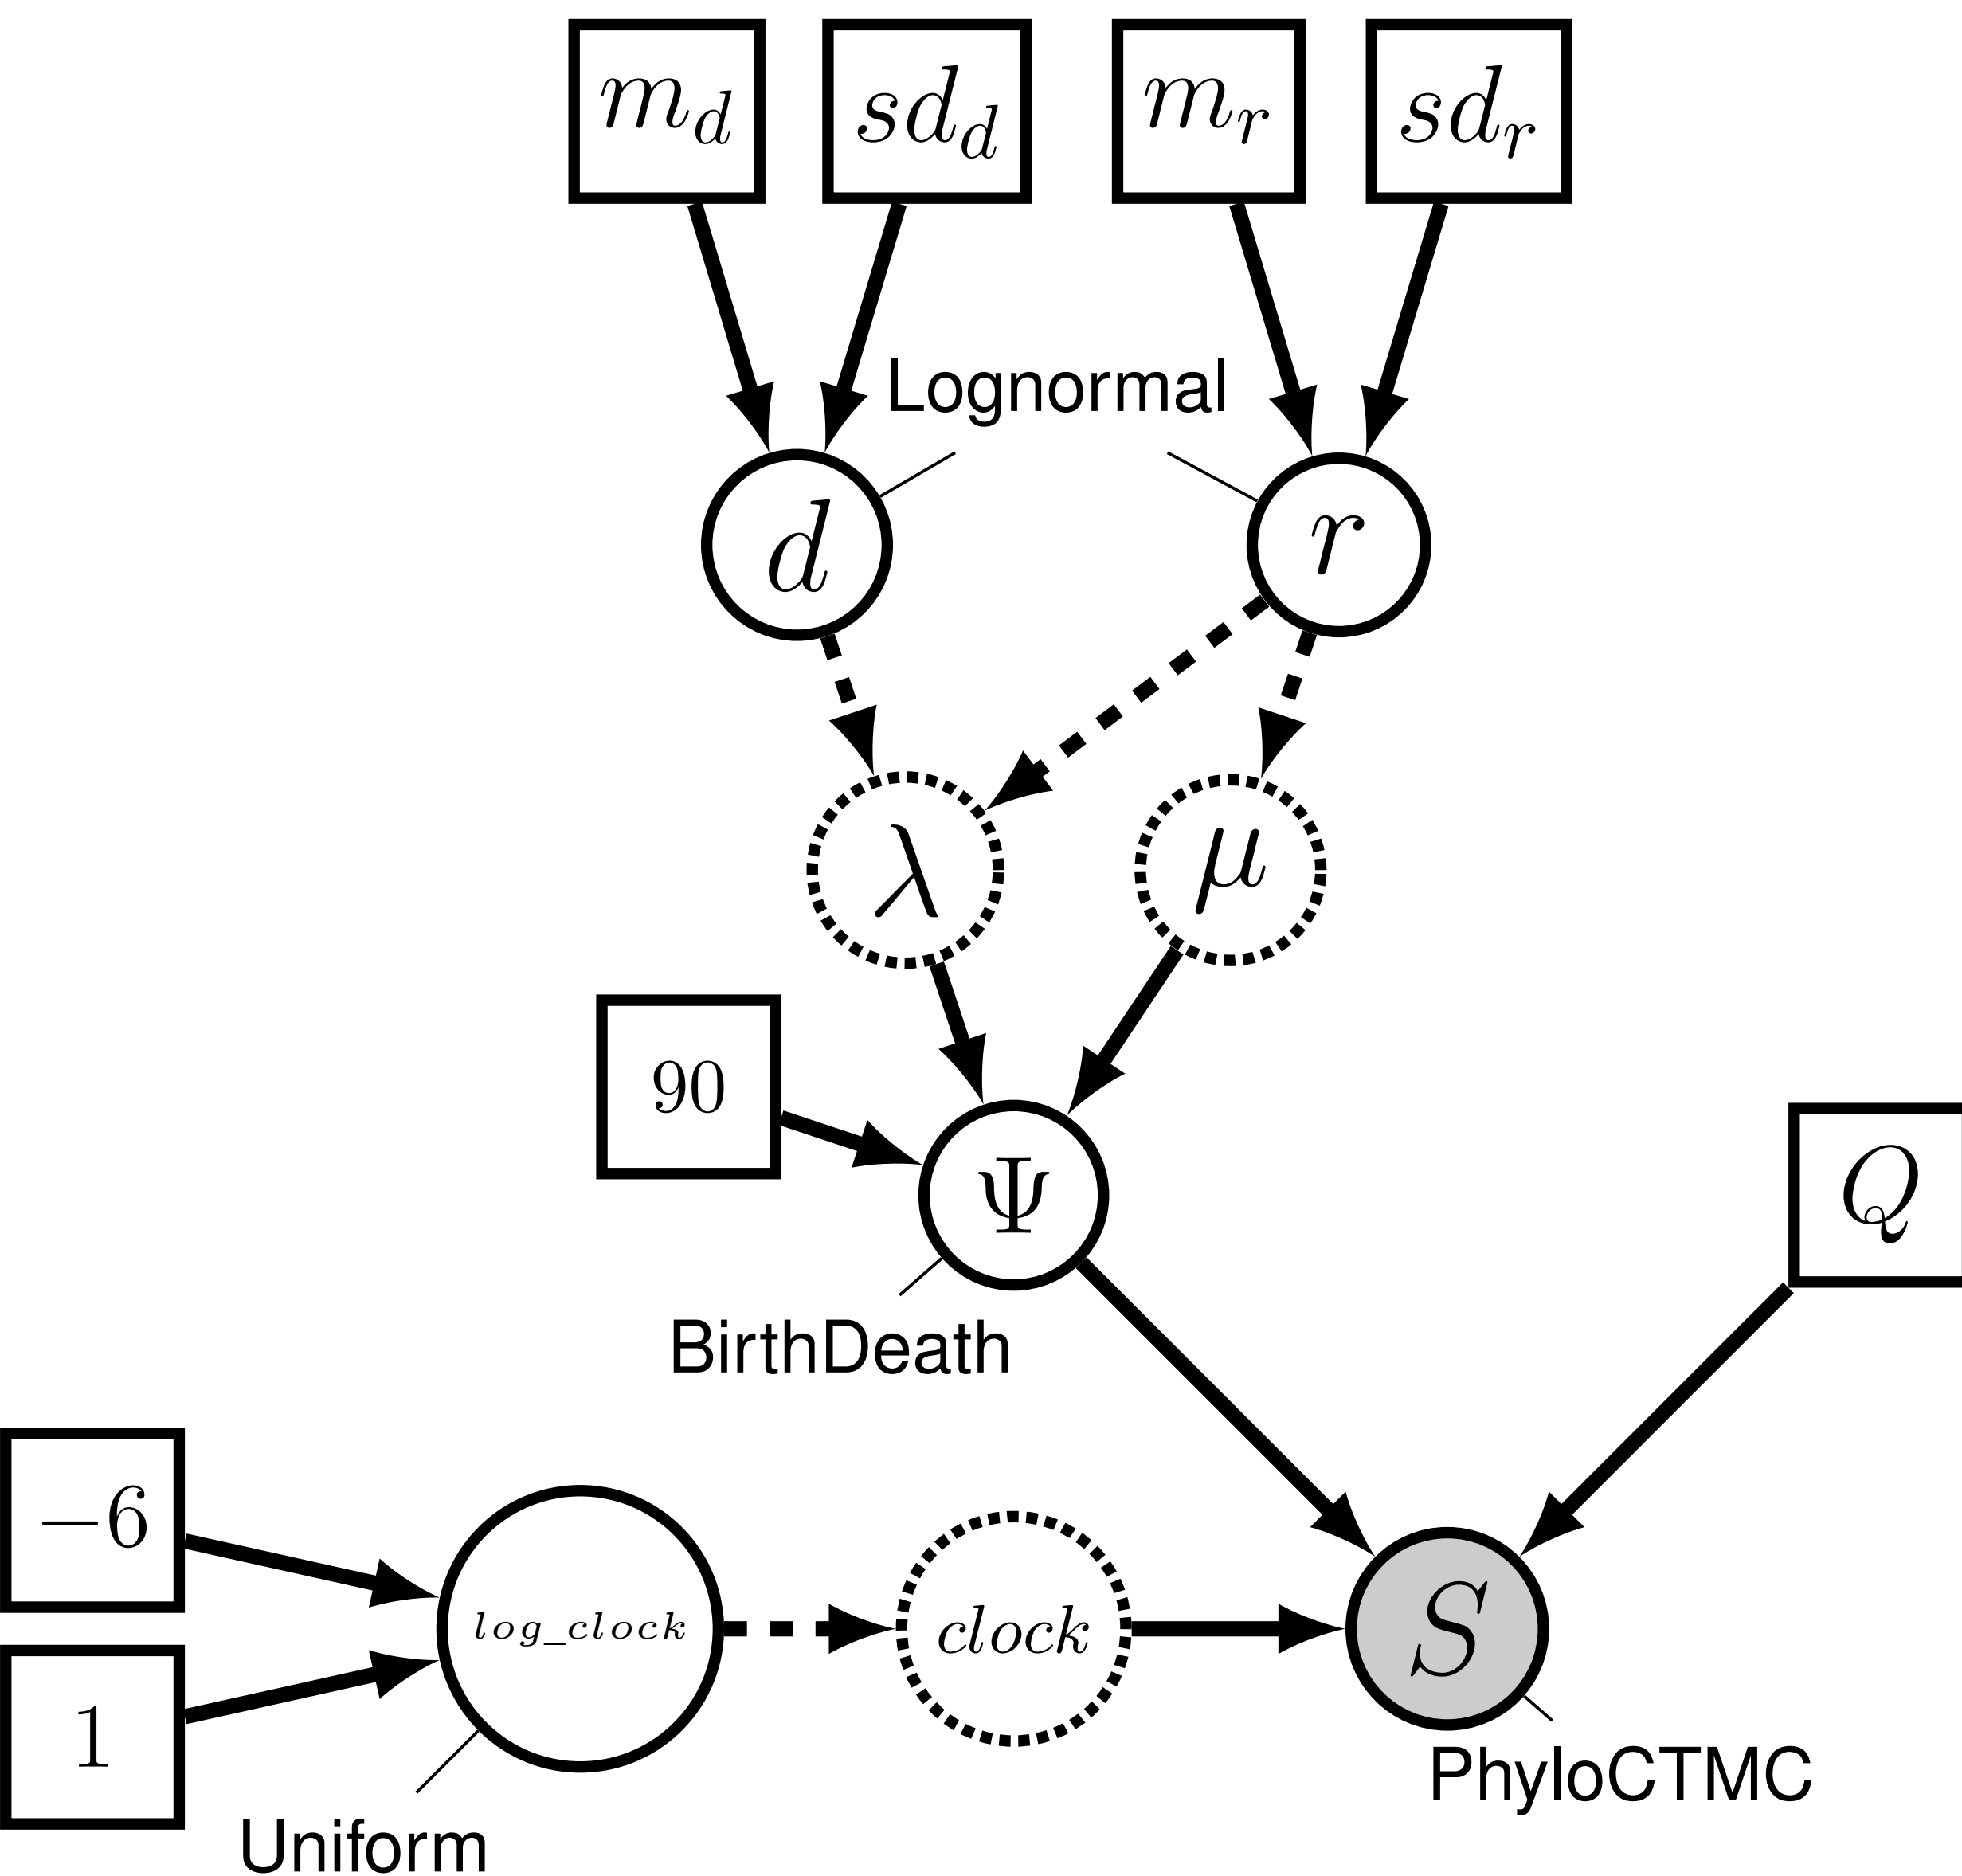 m_d sd_d m_r sd_r
Lognormal
d r
λ μ
90
Ψ Q
BirthDeath
−6
log_clock clock S
1
PhyloCTMC
Uniform